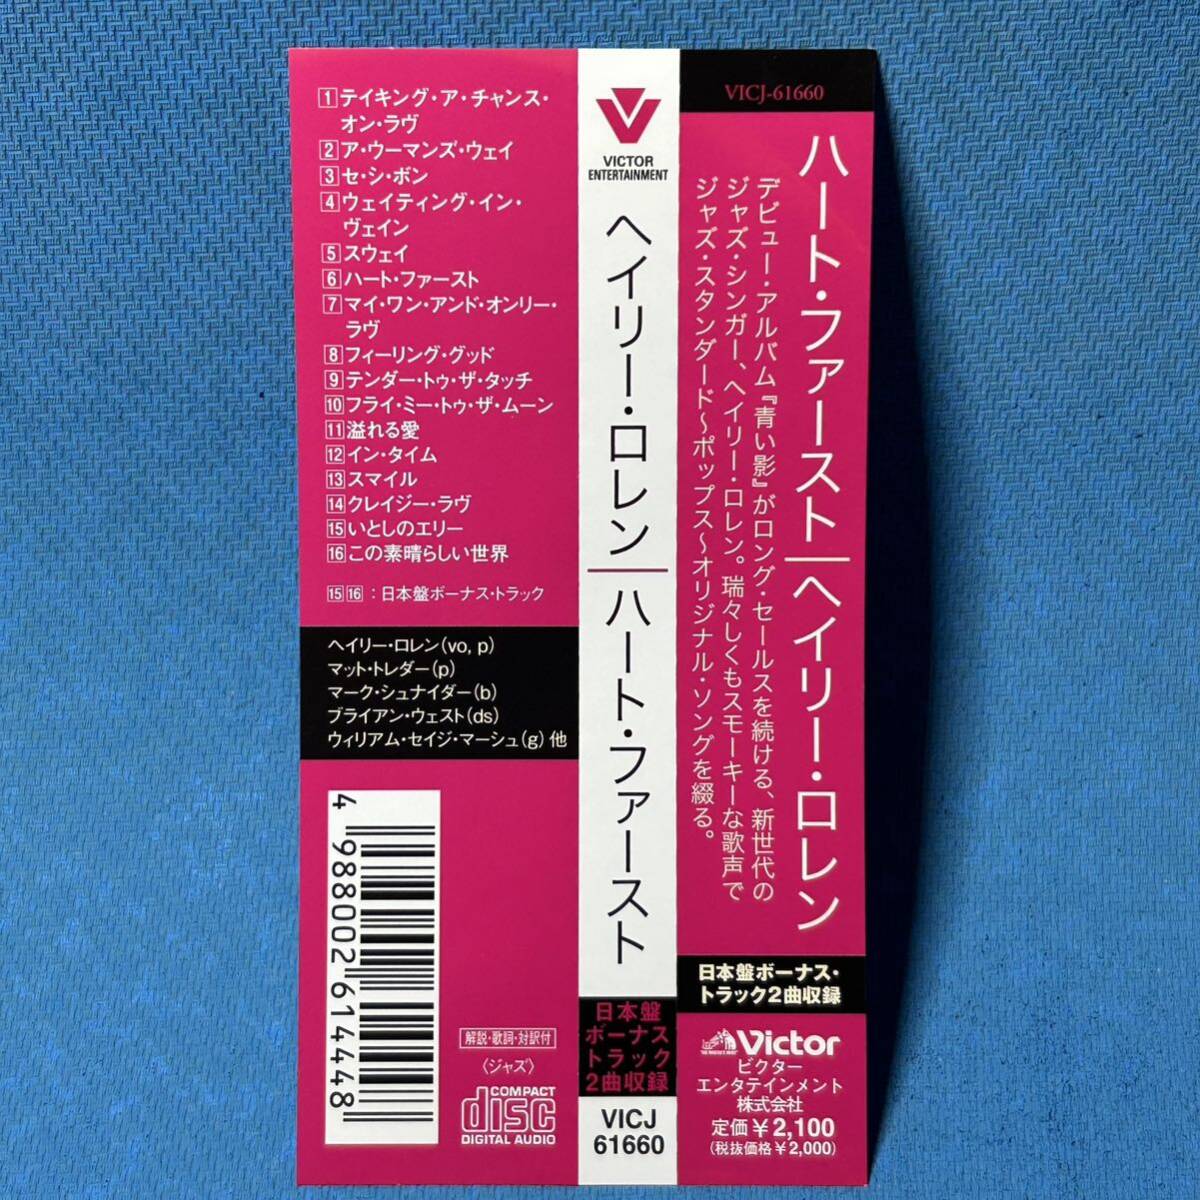 1 テイキング・ア・チャンス・
オン・ラヴ
2 ア・ウーマンズ・ウェイ
3 セ・シ・ボン
4 ウェイティング・イン・
ヴェイン
5 スウェイ
6 ハート・ファースト
7 マイ・ワン・アンド・オンリー・
ラヴ
8 フィーリング・グッド
9 テンダー・トゥ・ザ・タッチ
10 フライ・ミー・トゥ・ザ・ムーン
11 溢れる愛
12 イン・タイム
13 スマイル
14 クレイジー・ラヴ
15 いとしのエリー
16 この素晴らしい世界
15 16 : 日本盤ボーナス・トラック
ヘイリー・ロレン(vo, p)
マット・トレダー(p)
マーク・シュナイダー(b)
ブライアン・ウェスト(ds)
ウィリアム・セイジ・マーシュ(g) 他
4 988002 614448
解説・歌詞・対訳付
〈ジャズ〉
COMPACT
disc
DIGITAL AUDIO
VICTOR
ENTERTAINMENT
ヘイリー・ロレン｜ハート・ファースト
日本盤
ボーナス
トラック
2曲収録
VICJ
61660
VICJ-61660
ハート・ファースト｜ヘイリー・ロレン
デビュー・アルバム『青い影』がロング・セールスを続ける、新世代の
ジャズ・シンガー、ヘイリー・ロレン。瑞々しくもスモーキーな歌声で
ジャズ・スタンダード〜ポップス〜オリジナル・ソングを綴る。
日本盤ボーナス・
トラック2曲収録
Victor
ビクター
エンタテインメント
株式会社
定価￥2,100
(税抜価格￥2,000)